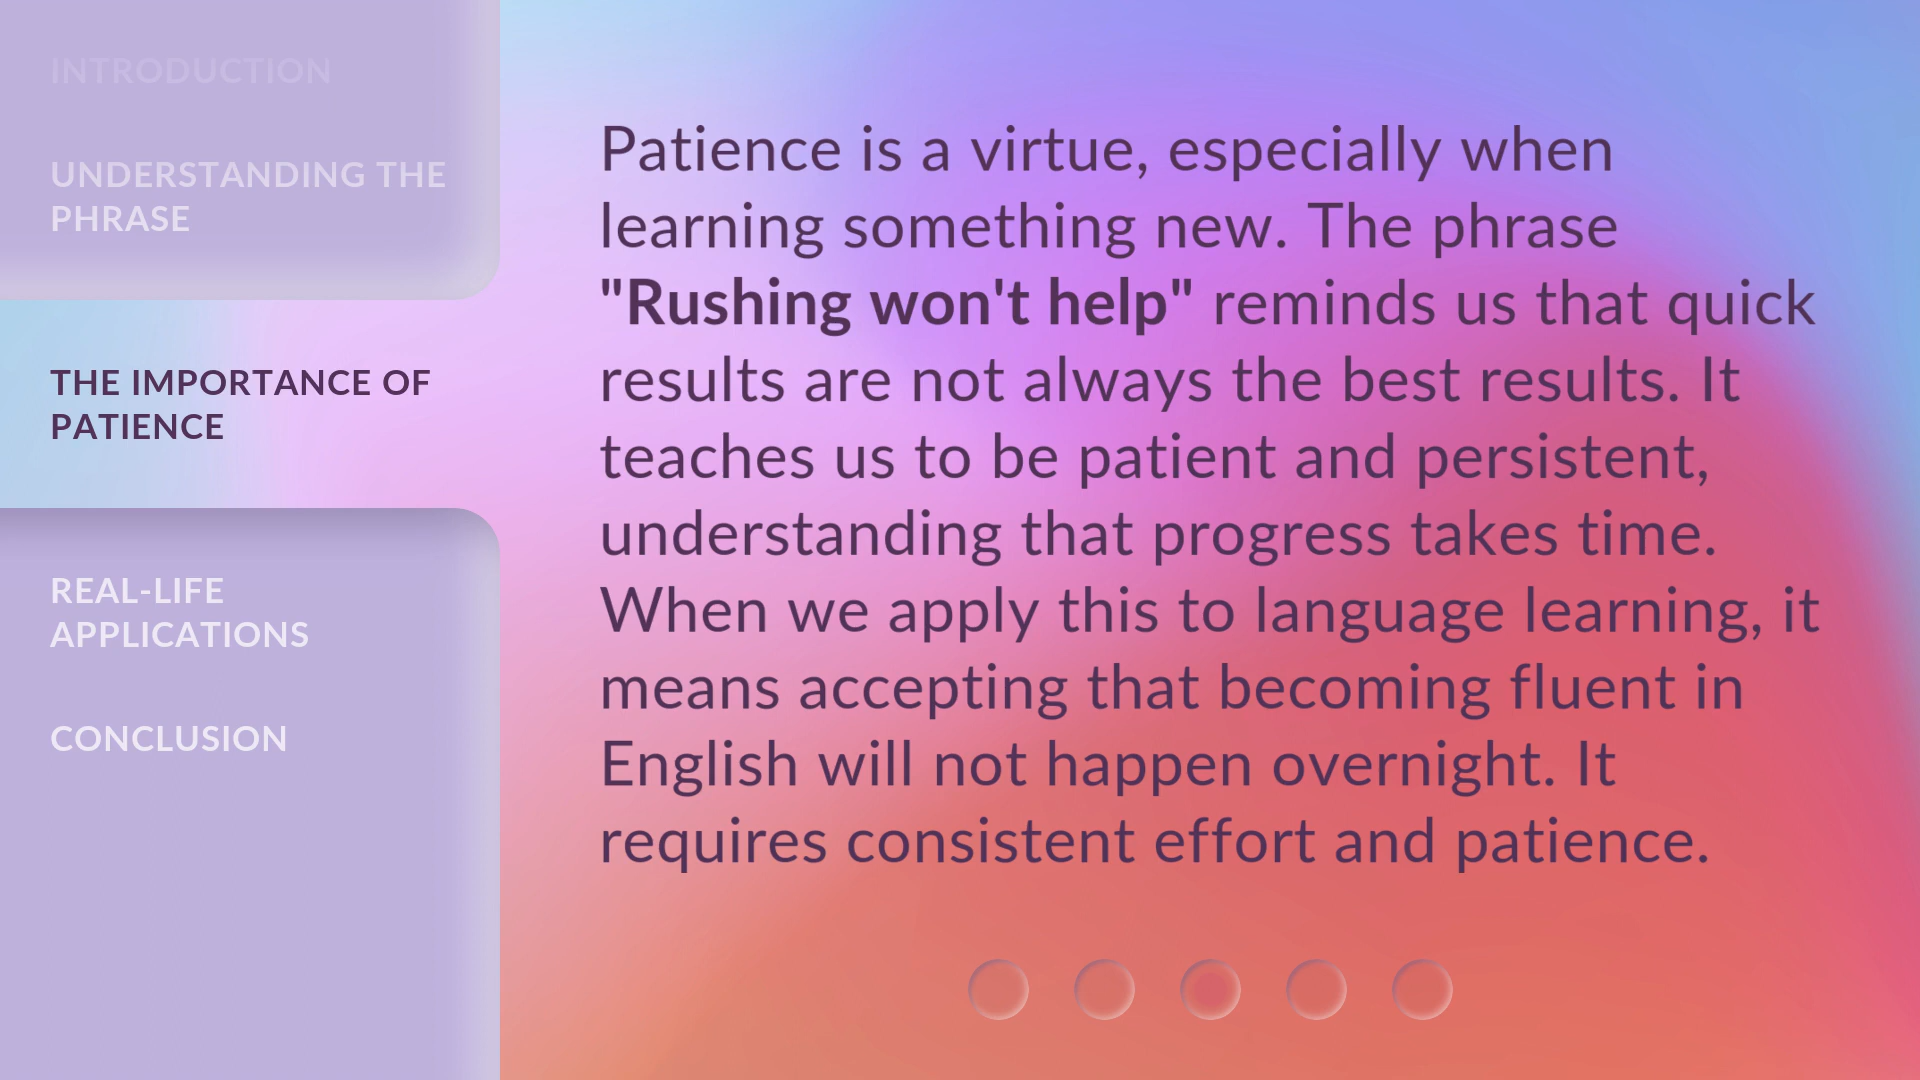 INTRODUCTION
UNDERSTANDING THE
PHRASE
THE IMPORTANCE OF
PATIENCE
REAL-LIFE
APPLICATIONS
CONCLUSION
Patience is a virtue, especially when
learning something new. The phrase
"Rushing won't help" reminds us that quick
results are not always the best results. It
teaches us to be patient and persistent,
understanding that progress takes time.
When we apply this to language learning, it
means accepting that becoming fluent in
English will not happen overnight. It
requires consistent effort and patience.